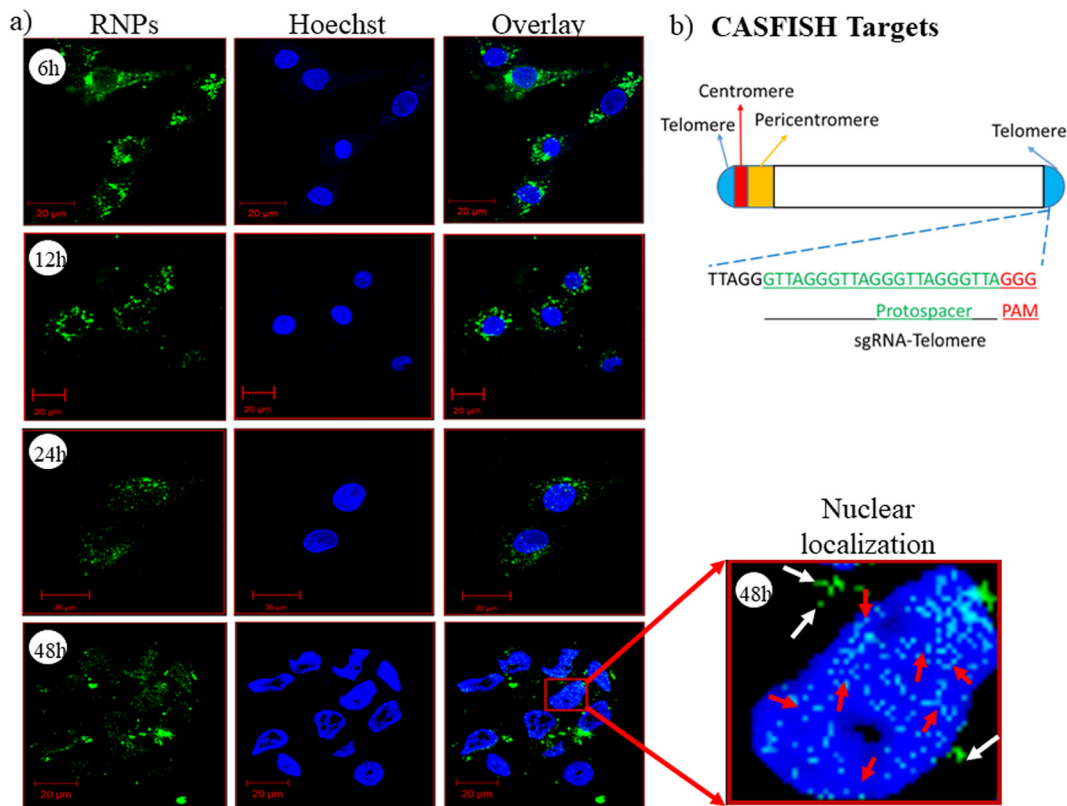 a) RNPs Hoechst Overlay
6h
20 µm 20 µm 20 µm
12h
20 µm 20 µm 20 µm
24h
20 µm 20 µm 20 µm
48h
20 µm 20 µm 20 µm
b) CASFISH Targets
Centromere
Telomere Pericentromere Telomere
TTAGGGTTAGGGTTAGGGTTAGGGTTAGGG
Protospacer PAM
sgRNA-Telomere
Nuclear
localization
48h